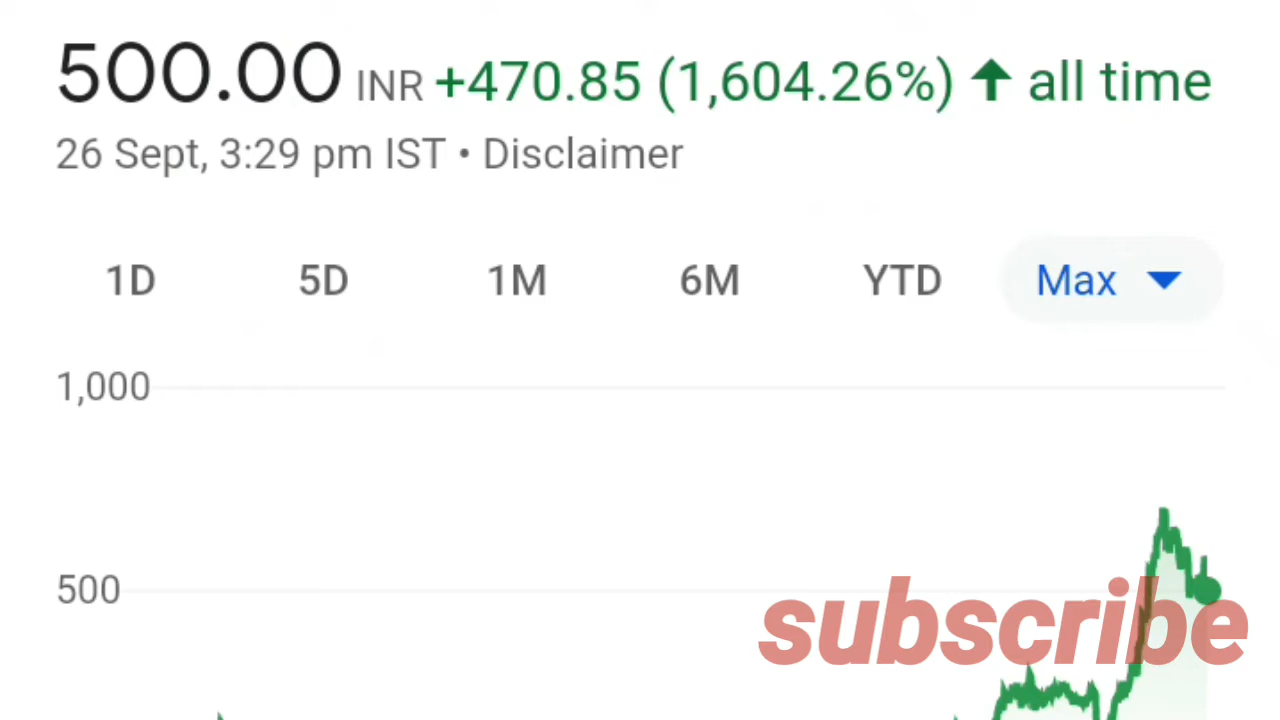 500.00 INR +470.85 (1,604.26%) ↑ all time
26 Sept, 3:29 pm IST • Disclaimer
1D 5D 1M 6M YTD Max
1,000
500
subscribe